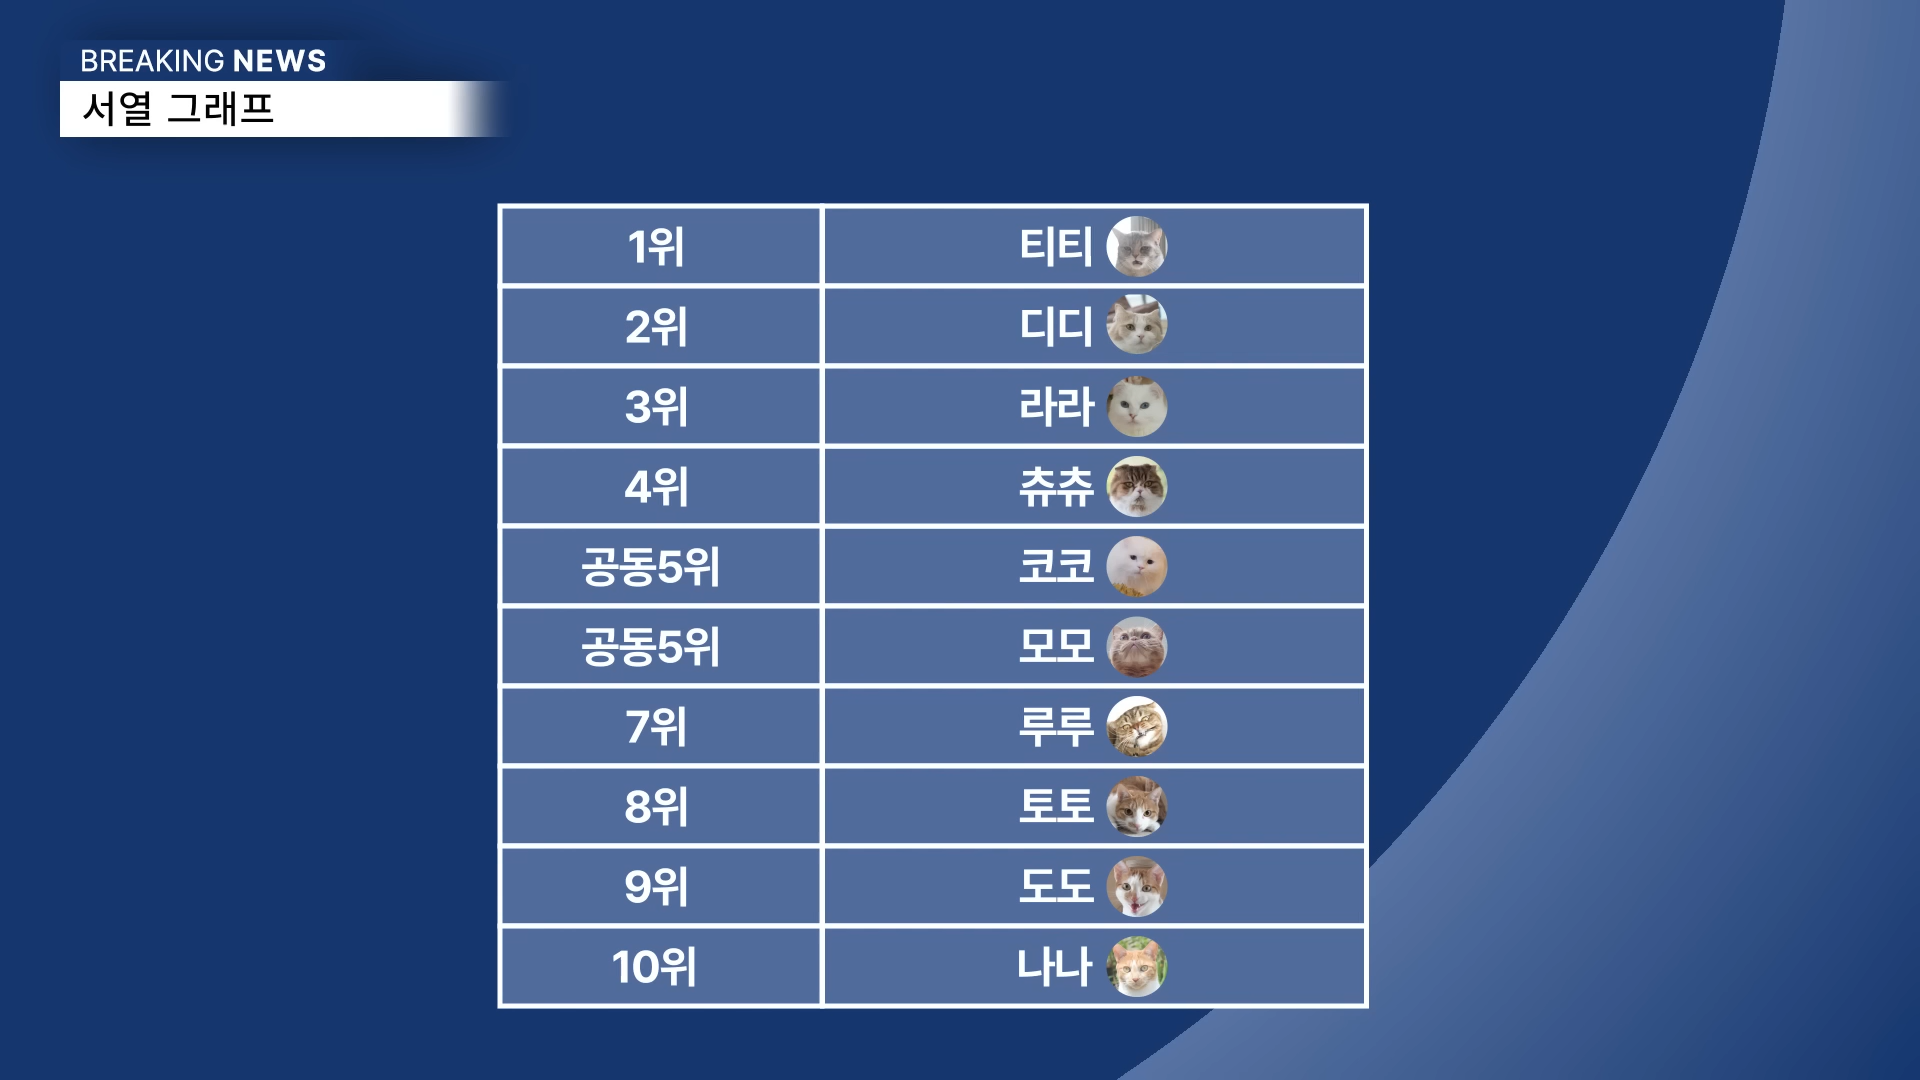 BREAKING NEWS
서열 그래프
1위 티티
2위 디디
3위 라라
4위 츄츄
공동5위 코코
공동5위 모모
7위 루루
8위 토토
9위 도도
10위 나나